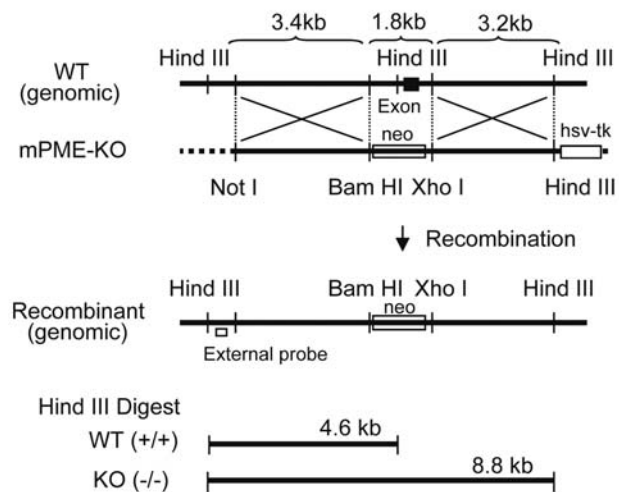 3.4kb 1.8kb 3.2kb
Hind III Hind III Hind III
WT
(genomic)
Exon
neo hsv-tk
mPME-KO
Not I Bam HI Xho I Hind III
Recombination
Hind III Bam HI Xho I Hind III
neo
Recombinant
(genomic)
External probe
Hind III Digest
WT (+/+) 4.6 kb
KO (-/-) 8.8 kb